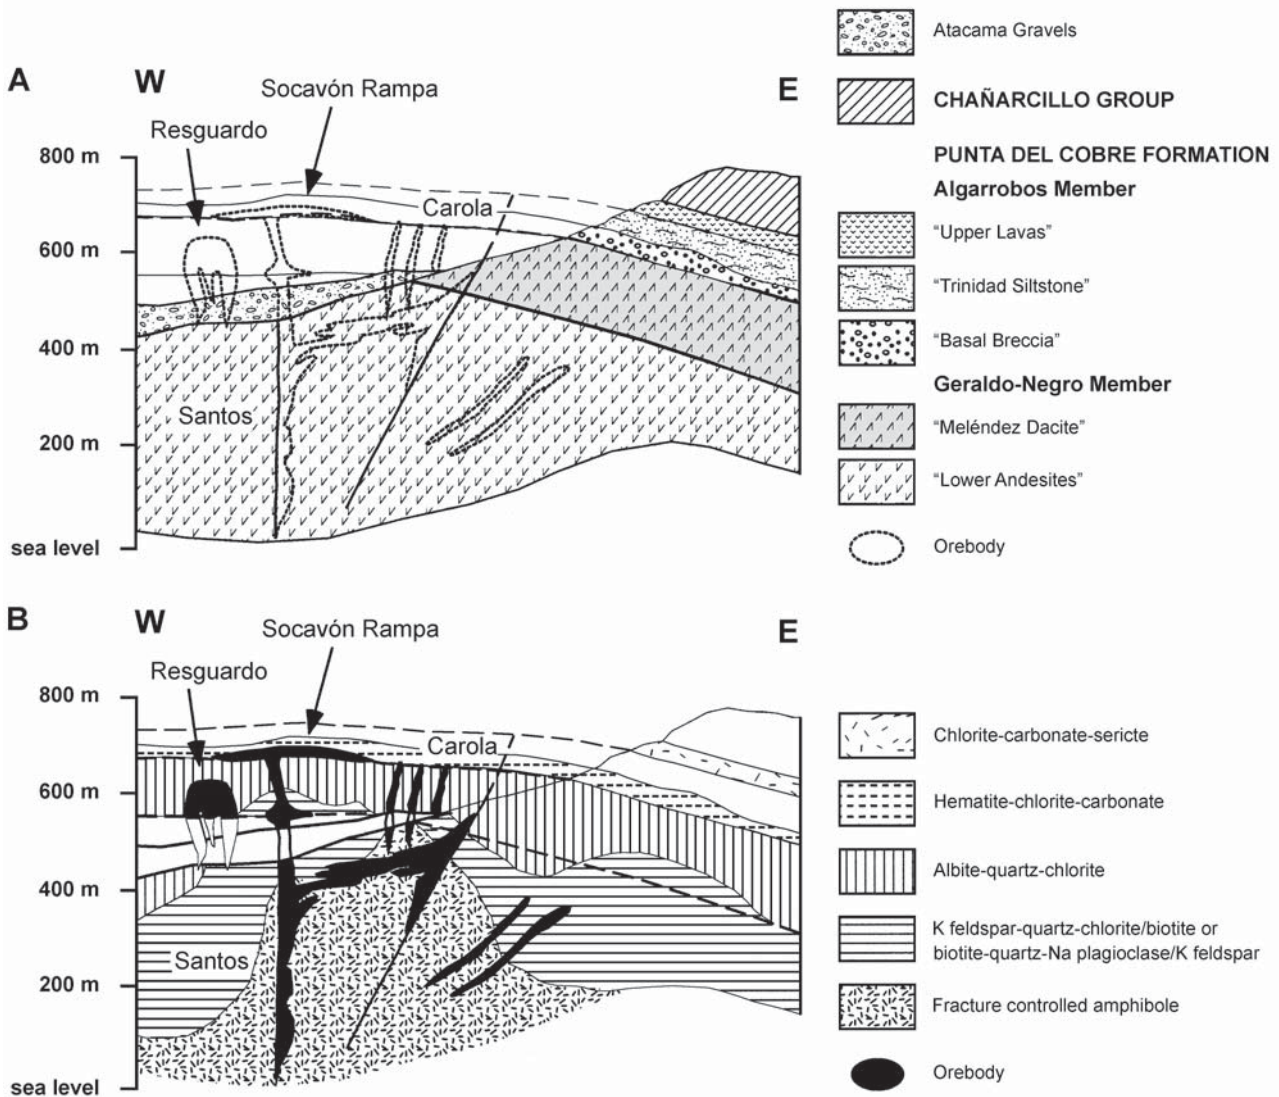 Atacama Gravels
A
W
Socavón Rampa
E
CHAÑARCILLO GROUP
Resguardo
800 m
PUNTA DEL COBRE FORMATION
Algarrobos Member
Carola
"Upper Lavas"
600 m
"Trinidad Siltstone"
"Basal Breccia"
400 m
Geraldo-Negro Member
Santos
"Meléndez Dacite"
200 m
"Lower Andesites"
sea level
Orebody
B
W
Socavón Rampa
E
Resguardo
800 m
Carola
Chlorite-carbonate-sericte
600 m
Hematite-chlorite-carbonate
Albite-quartz-chlorite
400 m
K feldspar-quartz-chlorite/biotite or
biotite-quartz-Na plagioclase/K feldspar
Santos
200 m
Fracture controlled amphibole
Orebody
sea level